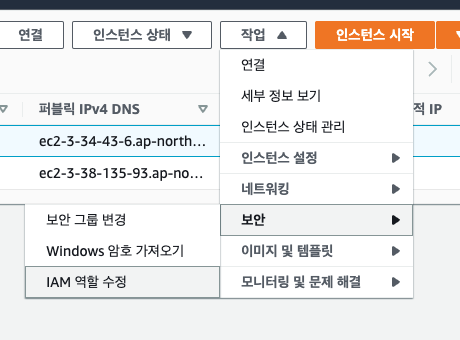 연결
인스턴스 상태 ▼
작업 ▲
인스턴스 시작
연결
퍼블릭 IPv4 DNS
세부 정보 보기
적 IP
인스턴스 상태 관리
ec2-3-34-43-6.ap-north...
인스턴스 설정
ec2-3-38-135-93.ap-no...
네트워킹
보안 그룹 변경
보안
Windows 암호 가져오기
이미지 및 템플릿
IAM 역할 수정
모니터링 및 문제 해결